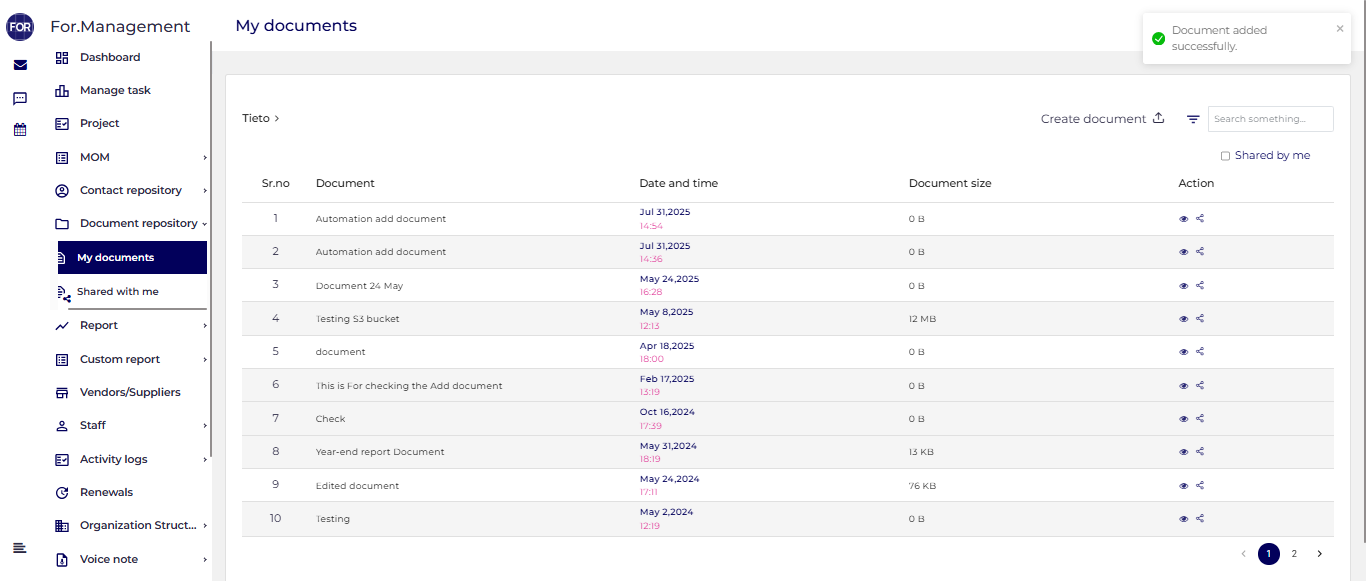 FOR
For.Management
My documents
Document added
successfully.
Dashboard
Manage task
Project
MOM
Contact repository
Document repository
My documents
Shared with me
Report
Custom report
Vendors/Suppliers
Staff
Activity logs
Renewals
Organization Struct...
Voice note
Tieto >
Create document
Search something...
Shared by me
Sr.no Document Date and time Document size Action
1 Automation add document Jul 31,2025 0 B
14:54
2 Automation add document Jul 31,2025 0 B
14:36
3 Document 24 May May 24,2025 0 B
16:28
4 Testing S3 bucket May 8,2025 12 MB
12:13
5 document Apr 18,2025 0 B
18:00
6 This is For checking the Add document Feb 17,2025 0 B
13:19
7 Check Oct 16,2024 0 B
17:39
8 Year-end report Document May 31,2024 13 KB
18:19
9 Edited document May 24,2024 76 KB
17:11
10 Testing May 2,2024 0 B
12:19
< 1 2 >